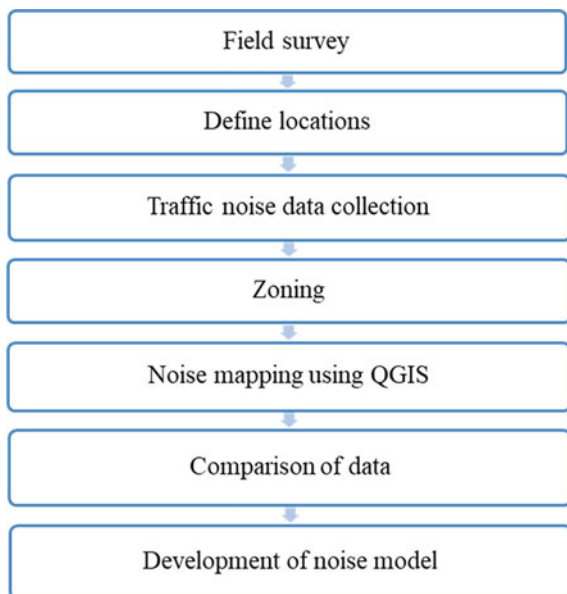 Field survey
Define locations
Traffic noise data collection
Zoning
Noise mapping using QGIS
Comparison of data
Development of noise model